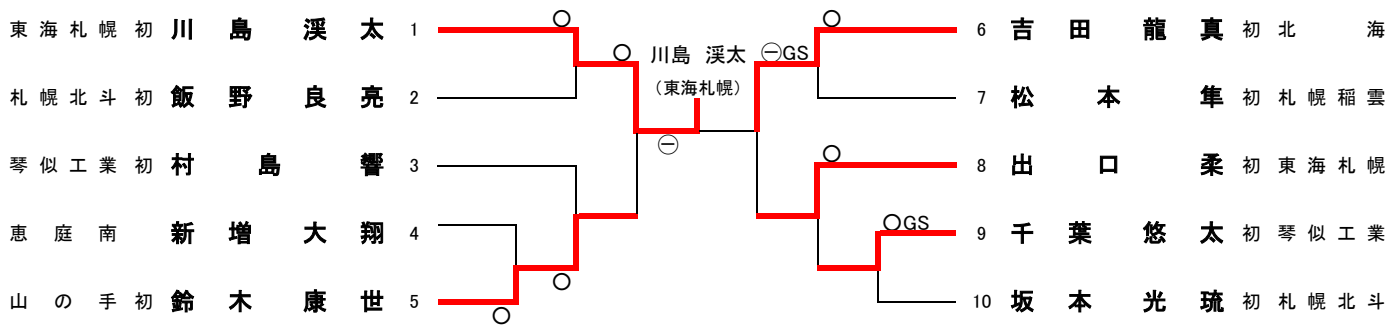 東海札幌 初 川島渓太 1
札幌北斗 初 飯野良亮 2
琴似工業 初 村島響 3
恵庭南 新増大翔 4
山の手 初 鈴木康世 5
○
○
○
○
川島 渓太
（東海札幌）
㊀
㊀GS
○
○
○GS
6 吉田龍真 初 北海
7 松本隼 初 札幌稲雲
8 出口柔 初 東海札幌
9 千葉悠太 初 琴似工業
10 坂本光琉 初 札幌北斗